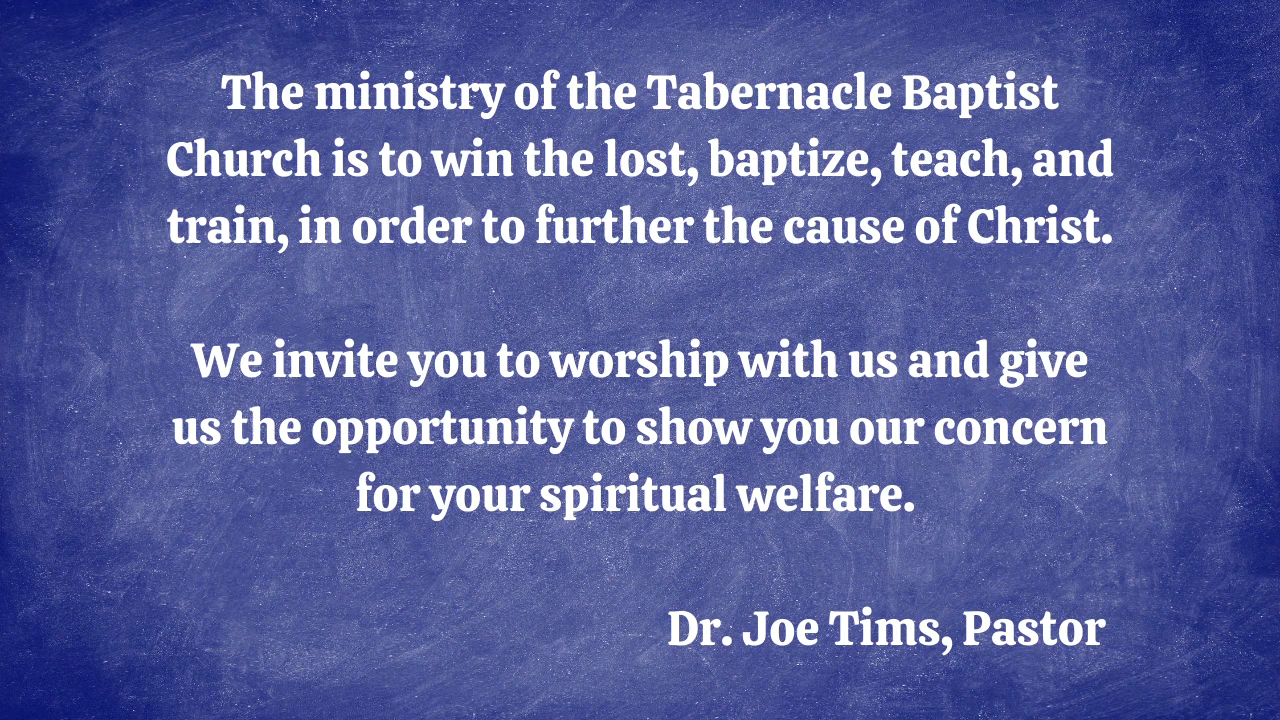 The ministry of the Tabernacle Baptist
Church is to win the lost, baptize, teach, and
train, in order to further the cause of Christ.
We invite you to worship with us and give
us the opportunity to show you our concern
for your spiritual welfare.
Dr. Joe Tims, Pastor